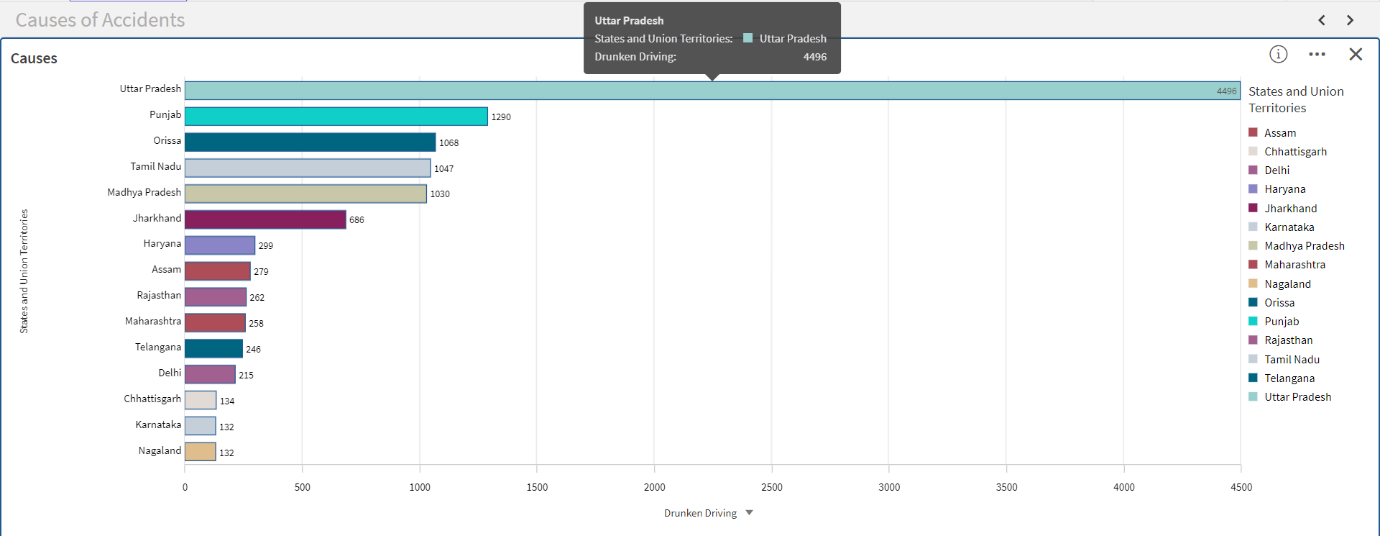 Causes of Accidents
Uttar Pradesh
States and Union Territories: Uttar Pradesh
Drunken Driving: 4496
Causes
States and Union Territories
Uttar Pradesh 4496
Punjab 1290
Orissa 1068
Tamil Nadu 1047
Madhya Pradesh 1030
Jharkhand 686
Haryana 299
Assam 279
Rajasthan 262
Maharashtra 258
Telangana 246
Delhi 215
Chhattisgarh 134
Karnataka 132
Nagaland 132
0 500 1000 1500 2000 2500 3000 3500 4000 4500
Drunken Driving
States and Union
Territories
Assam
Chhattisgarh
Delhi
Haryana
Jharkhand
Karnataka
Madhya Pradesh
Maharashtra
Nagaland
Orissa
Punjab
Rajasthan
Tamil Nadu
Telangana
Uttar Pradesh